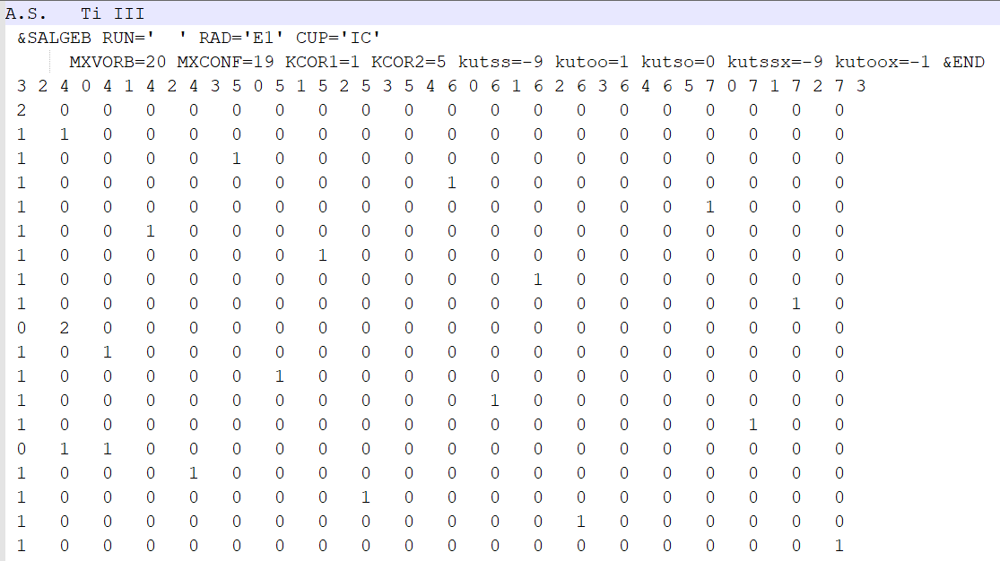 A.S. Ti III
&SALGEB RUN=' ' RAD='E1' CUP='IC'
MXVORB=20 MXCONF=19 KCOR1=1 KCOR2=5 kutss=-9 kutoo=1 kutso=0 kutssx=-9 kutoox=-1 &END
3 2 4 0 4 1 4 2 4 3 5 0 5 1 5 2 5 3 5 4 6 0 6 1 6 2 6 3 6 4 6 5 7 0 7 1 7 2 7 3
2 0 0 0 0 0 0 0 0 0 0 0 0 0 0 0 0 0 0 0
1 1 0 0 0 0 0 0 0 0 0 0 0 0 0 0 0 0 0 0
1 0 0 0 0 1 0 0 0 0 0 0 0 0 0 0 0 0 0 0
1 0 0 0 0 0 0 0 0 0 1 0 0 0 0 0 0 0 0 0
1 0 0 0 0 0 0 0 0 0 0 0 0 0 0 0 1 0 0 0
1 0 0 1 0 0 0 0 0 0 0 0 0 0 0 0 0 0 0 0
1 0 0 0 0 0 0 1 0 0 0 0 0 0 0 0 0 0 0 0
1 0 0 0 0 0 0 0 0 0 0 0 1 0 0 0 0 0 0 0
1 0 0 0 0 0 0 0 0 0 0 0 0 0 0 0 0 0 1 0
0 2 0 0 0 0 0 0 0 0 0 0 0 0 0 0 0 0 0 0
1 0 1 0 0 0 0 0 0 0 0 0 0 0 0 0 0 0 0 0
1 0 0 0 0 0 1 0 0 0 0 0 0 0 0 0 0 0 0 0
1 0 0 0 0 0 0 0 0 0 0 1 0 0 0 0 0 0 0 0
1 0 0 0 0 0 0 0 0 0 0 0 0 0 0 0 0 1 0 0
0 1 1 0 0 0 0 0 0 0 0 0 0 0 0 0 0 0 0 0
1 0 0 0 1 0 0 0 0 0 0 0 0 0 0 0 0 0 0 0
1 0 0 0 0 0 0 0 1 0 0 0 0 0 0 0 0 0 0 0
1 0 0 0 0 0 0 0 0 0 0 0 0 1 0 0 0 0 0 0
1 0 0 0 0 0 0 0 0 0 0 0 0 0 0 0 0 0 0 1